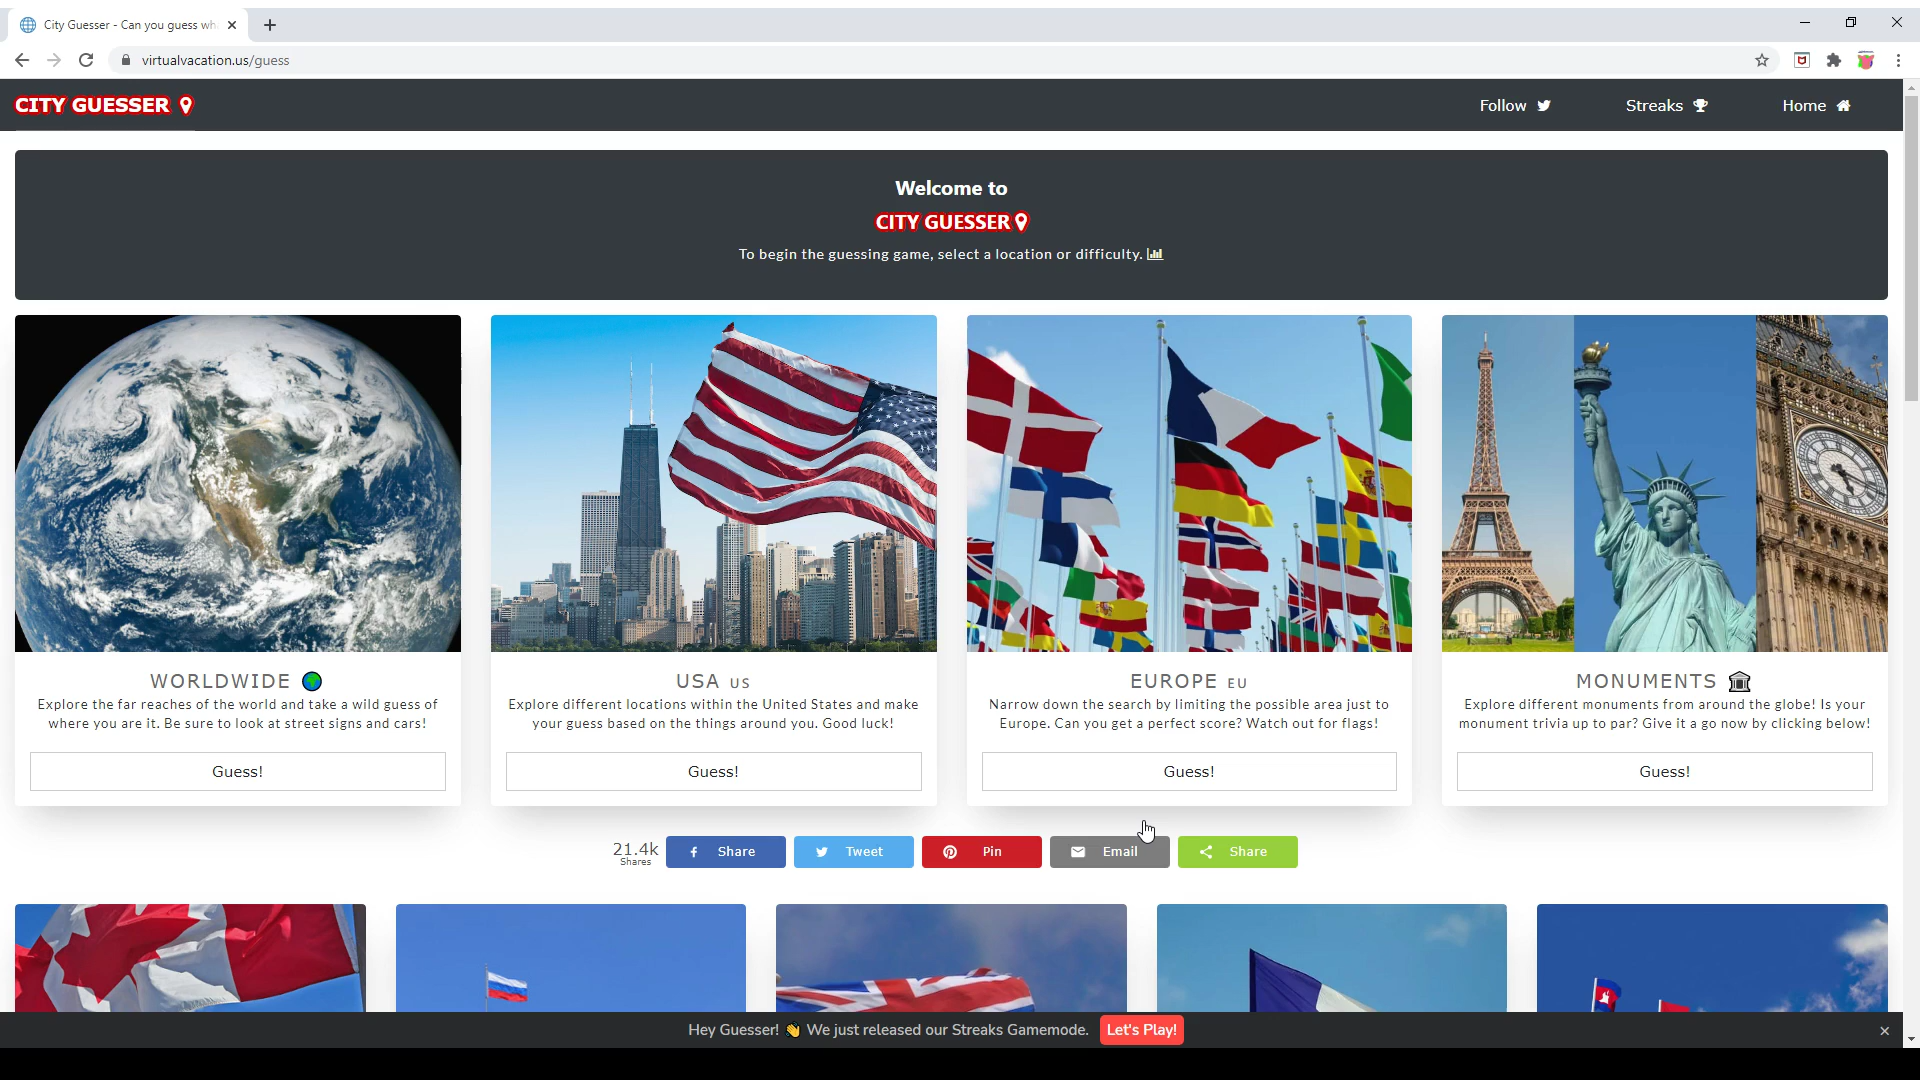 City Guesser - Can you guess wh
virtualvacation.us/guess
CITY GUESSER
Follow
Streaks
Home
Welcome to
CITY GUESSER
To begin the guessing game, select a location or difficulty.
WORLDWIDE
Explore the far reaches of the world and take a wild guess of
where you are it. Be sure to look at street signs and cars!
Guess!
USA US
Explore different locations within the United States and make
your guess based on the things around you. Good luck!
Guess!
EUROPE EU
Narrow down the search by limiting the possible area just to
Europe. Can you get a perfect score? Watch out for flags!
Guess!
MONUMENTS
Explore different monuments from around the globe! Is your
monument trivia up to par? Give it a go now by clicking below!
Guess!
21.4k
Shares
Share
Tweet
Pin
Email
Share
Hey Guesser! 👋 We just released our Streaks Gamemode.
Let's Play!